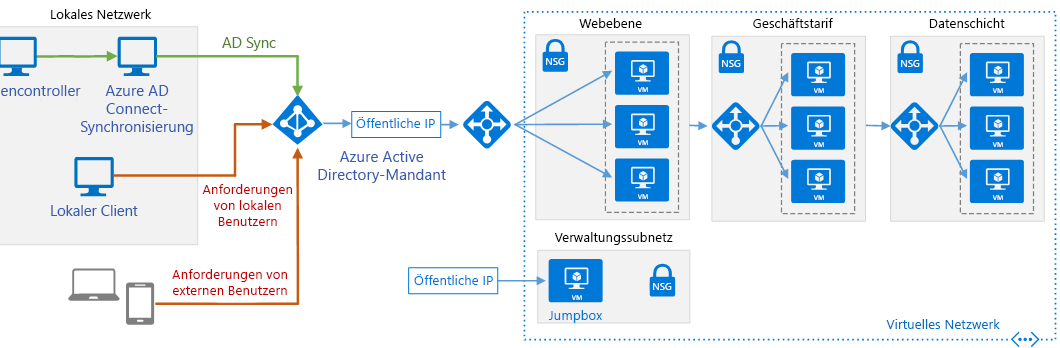 Lokales Netzwerk
AD Sync
encontroller
Azure AD
Connect-
Synchronisierung
Lokaler Client
Anforderungen
von lokalen
Benutzern
Anforderungen von
externen Benutzern
Öffentliche IP
Azure Active
Directory-Mandant
Webebene
NSG
VM
VM
VM
Geschäftstarif
NSG
VM
VM
VM
Datenschicht
NSG
VM
VM
VM
Verwaltungssubnetz
Öffentliche IP
VM
Jumpbox
NSG
Virtuelles Netzwerk